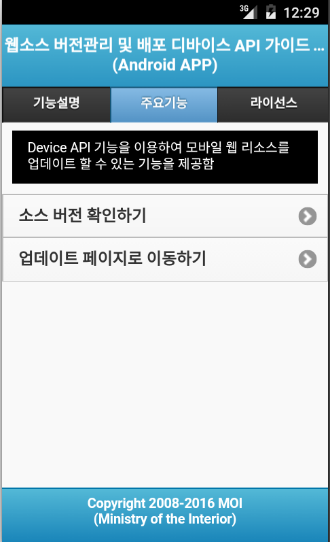 3G 12:29
웹소스 버전관리 및 배포 디바이스 API 가이드 ...
(Android APP)
기능설명 주요기능 라이선스
Device API 기능을 이용하여 모바일 웹 리소스를
업데이트 할 수 있는 기능을 제공함
소스 버전 확인하기
업데이트 페이지로 이동하기
Copyright 2008-2016 MOI
(Ministry of the Interior)